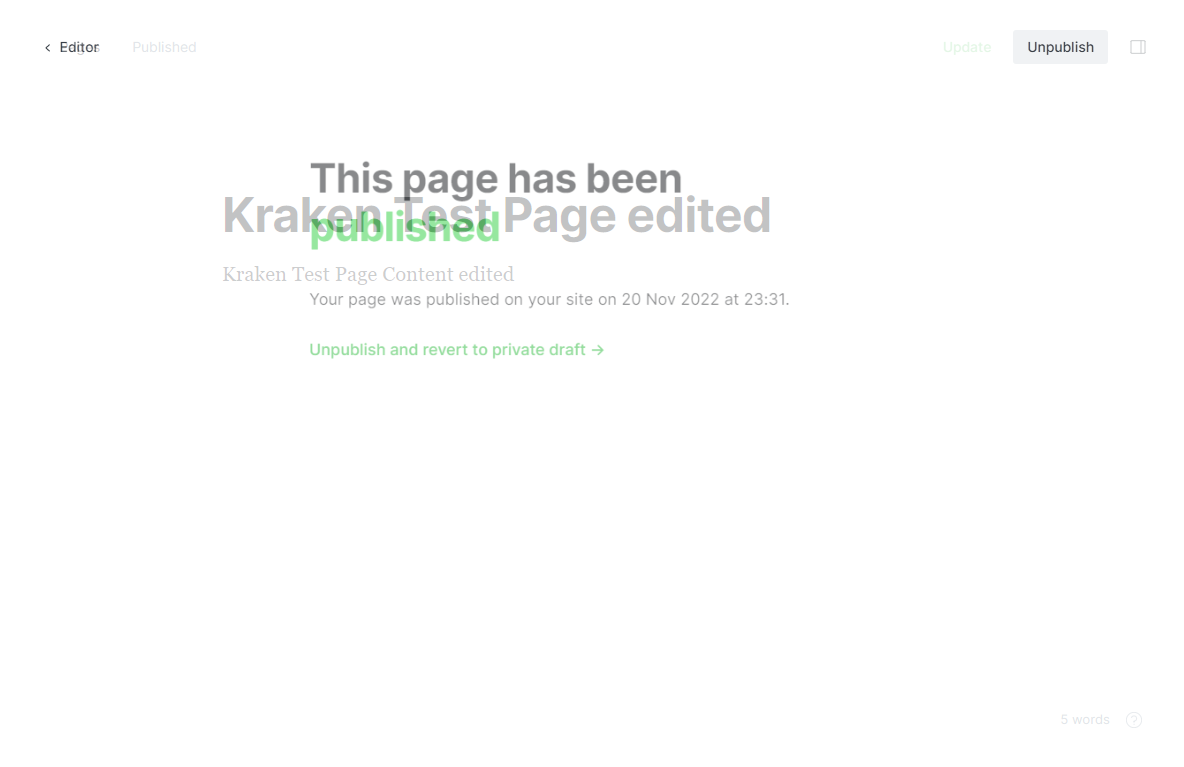 Editor Published Update Unpublish
This page has been
Kraken Test Page edited
published
Kraken Test Page Content edited
Your page was published on your site on 20 Nov 2022 at 23:31.
Unpublish and revert to private draft →
5 words ?